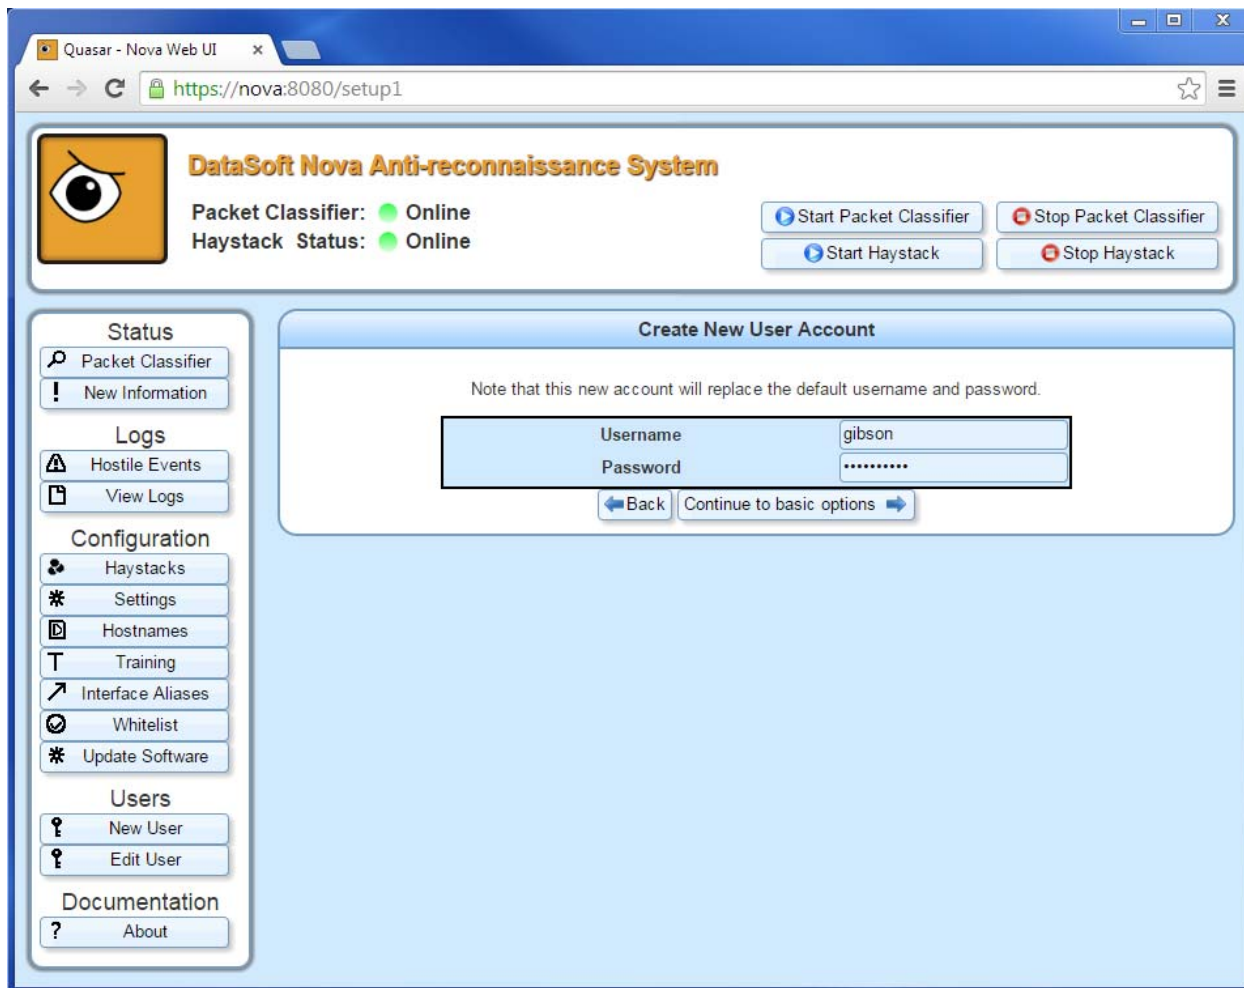 Quasar - Nova Web UI
https://nova:8080/setup1
DataSoft Nova Anti-reconnaissance System
Packet Classifier: Online
Haystack Status: Online
Start Packet Classifier
Stop Packet Classifier
Start Haystack
Stop Haystack
Status
Packet Classifier
New Information
Logs
Hostile Events
View Logs
Configuration
Haystacks
Settings
Hostnames
Training
Interface Aliases
Whitelist
Update Software
Users
New User
Edit User
Documentation
About
Create New User Account
Note that this new account will replace the default username and password.
Username gibson
Password ••••••••••
Back
Continue to basic options